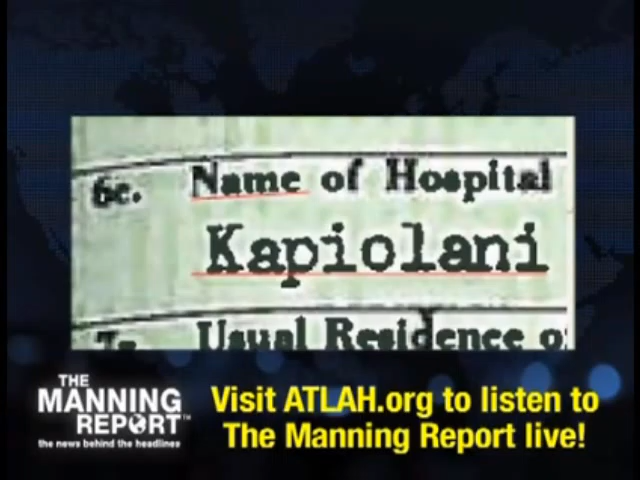 6c. Name of Hospital
Kapiolani
Usual Residence o
THE
MANNING
REPORT™
the news behind the headlines
Visit ATLAH.org to listen to
The Manning Report live!